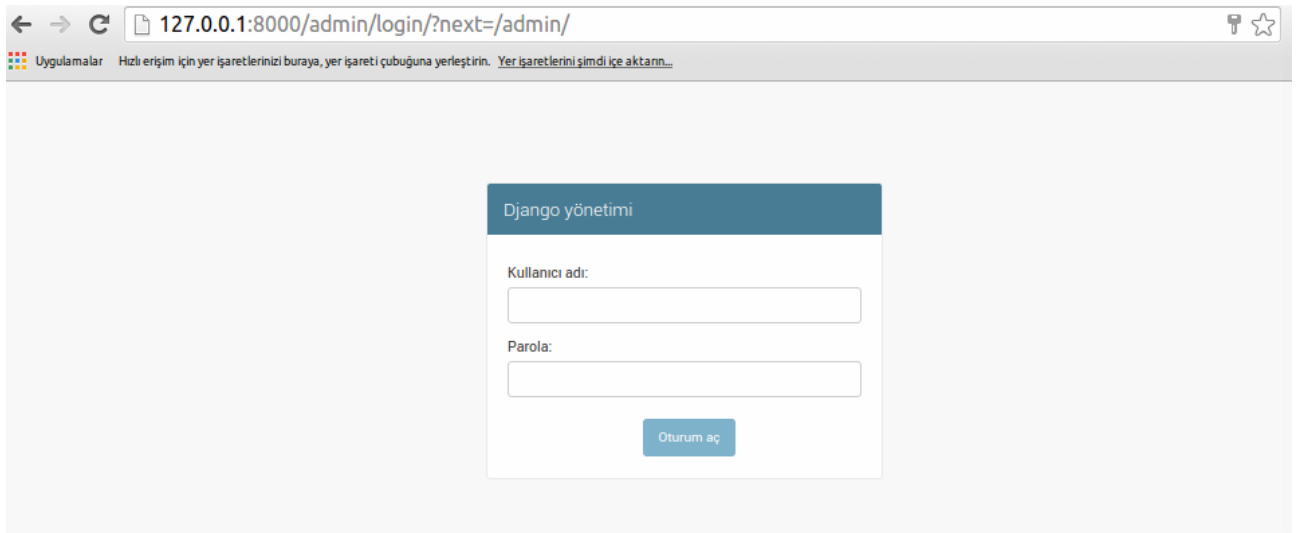 127.0.0.1:8000/admin/login/?next=/admin/
Uygulamalar Hızlı erişim için yer işaretlerinizi buraya, yer işareti çubuğuna yerleştirin. Yer işaretlerini şimdi içe aktarın...
Django yönetimi
Kullanıcı adı:
Parola:
Oturum aç